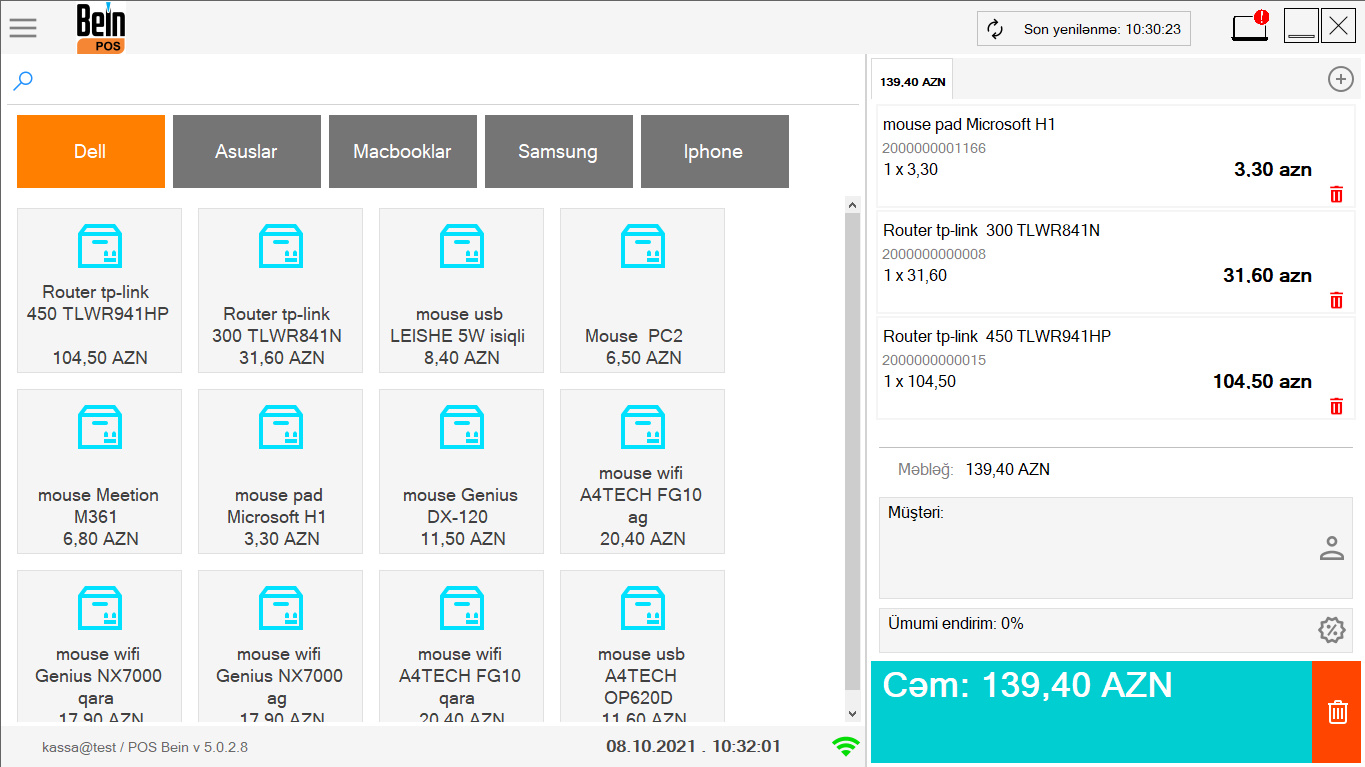 Bein
POS
Son yenilənmə: 10:30:23
!
Dell
Asuslar
Macbooklar
Samsung
Iphone
Router tp-link
450 TLWR941HP
104,50 AZN
Router tp-link
300 TLWR841N
31,60 AZN
mouse usb
LEISHE 5W isiqli
8,40 AZN
Mouse PC2
6,50 AZN
mouse Meetion
M361
6,80 AZN
mouse pad
Microsoft H1
3,30 AZN
mouse Genius
DX-120
11,50 AZN
mouse wifi
A4TECH FG10
ag
20,40 AZN
mouse wifi
Genius NX7000
qara
17,90 AZN
mouse wifi
Genius NX7000
ag
17,90 AZN
mouse wifi
A4TECH FG10
qara
20,40 AZN
mouse usb
A4TECH
OP620D
11,60 AZN
kassa@test / POS Bein v 5.0.2.8
08.10.2021 . 10:32:01
139,40 AZN
mouse pad Microsoft H1
2000000001166
1 x 3,30
3,30 azn
Router tp-link 300 TLWR841N
2000000000008
1 x 31,60
31,60 azn
Router tp-link 450 TLWR941HP
2000000000015
1 x 104,50
104,50 azn
Məbləğ: 139,40 AZN
Müştəri:
Ümumi endirim: 0%
Cəm: 139,40 AZN